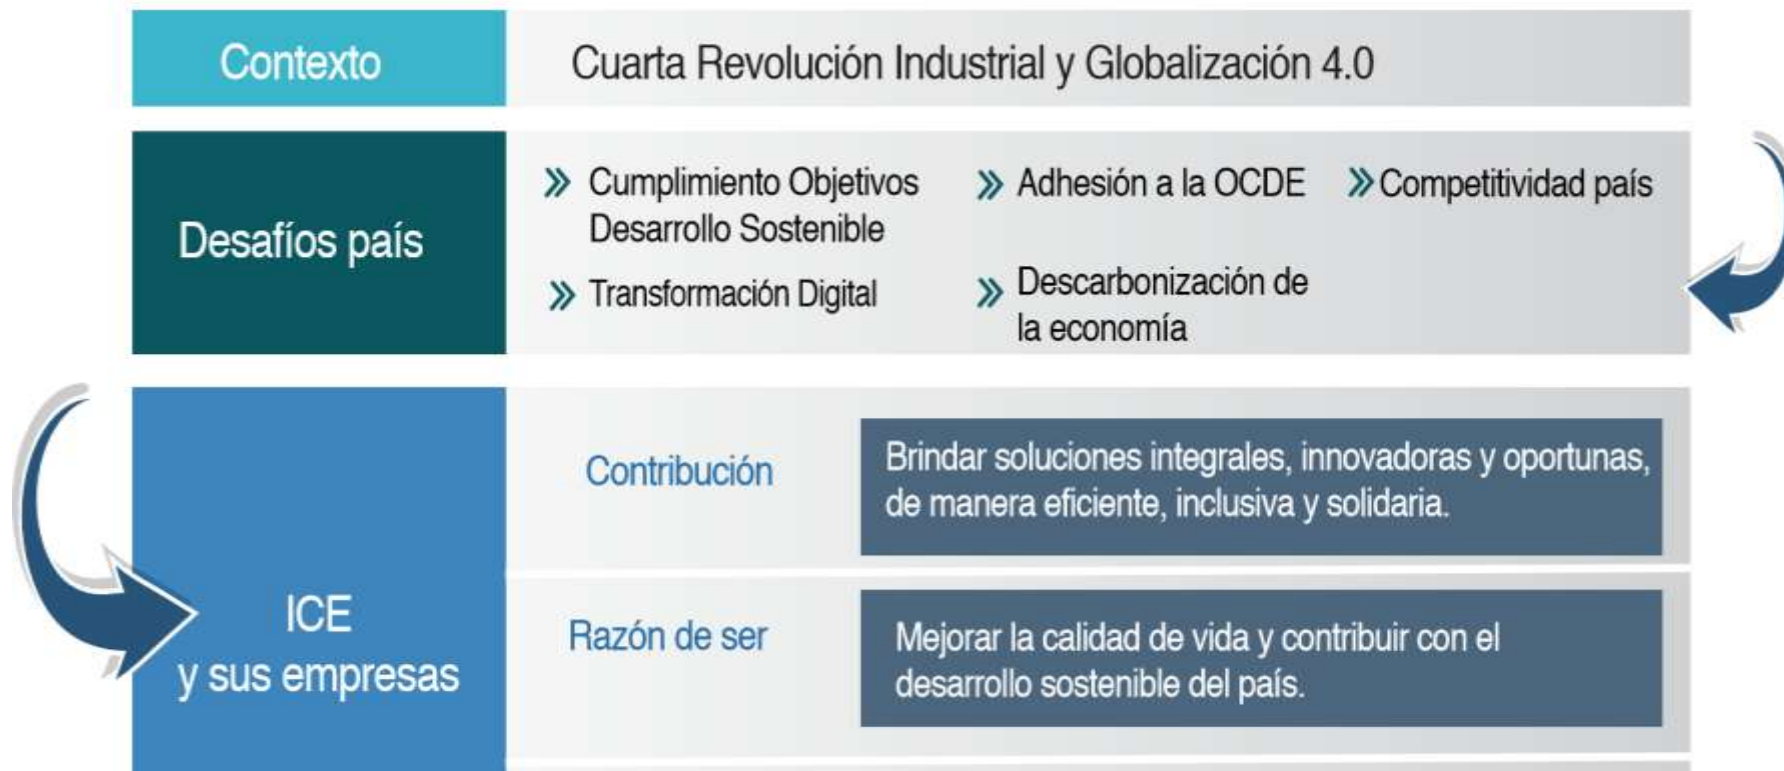 Contexto
Cuarta Revolución Industrial y Globalización 4.0
Desafíos país
» Cumplimiento Objetivos
Desarrollo Sostenible
» Adhesión a la OCDE
» Competitividad país
» Transformación Digital
» Descarbonización de
la economía
ICE
y sus empresas
Contribución
Brindar soluciones integrales, innovadoras y oportunas,
de manera eficiente, inclusiva y solidaria.
Razón de ser
Mejorar la calidad de vida y contribuir con el
desarrollo sostenible del país.